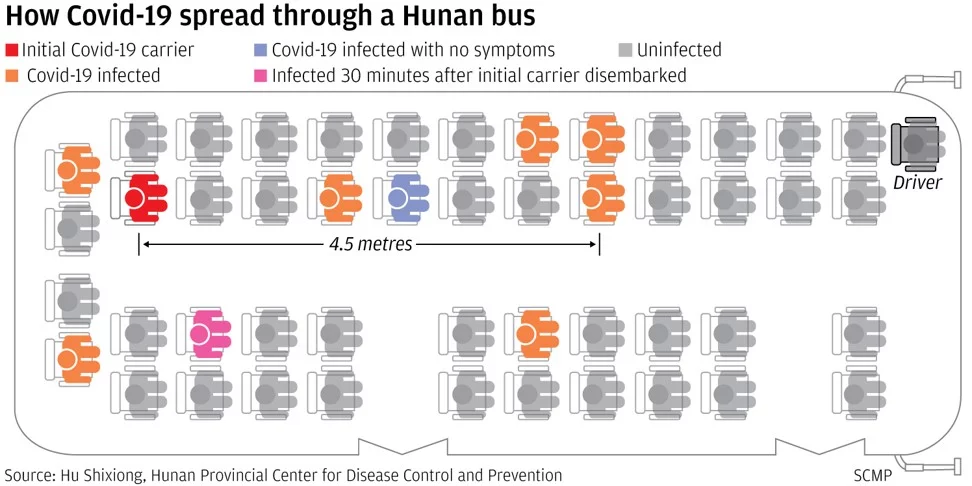 How Covid-19 spread through a Hunan bus
Initial Covid-19 carrier
Covid-19 infected with no symptoms
Uninfected
Covid-19 infected
Infected 30 minutes after initial carrier disembarked
Driver
4.5 metres
Source: Hu Shixiong, Hunan Provincial Center for Disease Control and Prevention
SCMP